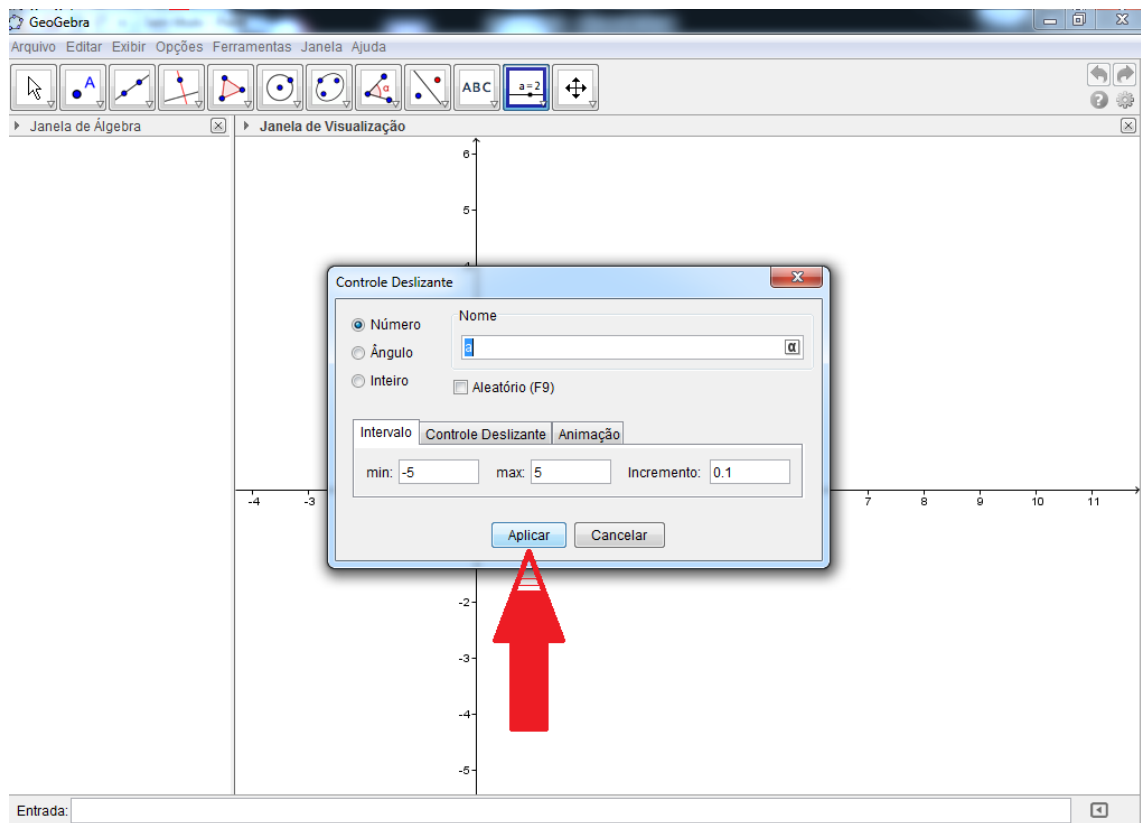 GeoGebra
Arquivo Editar Exibir Opções Ferramentas Janela Ajuda
A
α
ABC
a=2
Janela de Álgebra
Janela de Visualização
6
5
4
Controle Deslizante
Número
Nome
a
α
Ângulo
Inteiro
Aleatório (F9)
Intervalo Controle Deslizante Animação
min: -5 max: 5 Incremento: 0.1
-4 -3 7 8 9 10 11
Aplicar Cancelar
-2
-3
-4
-5
Entrada: